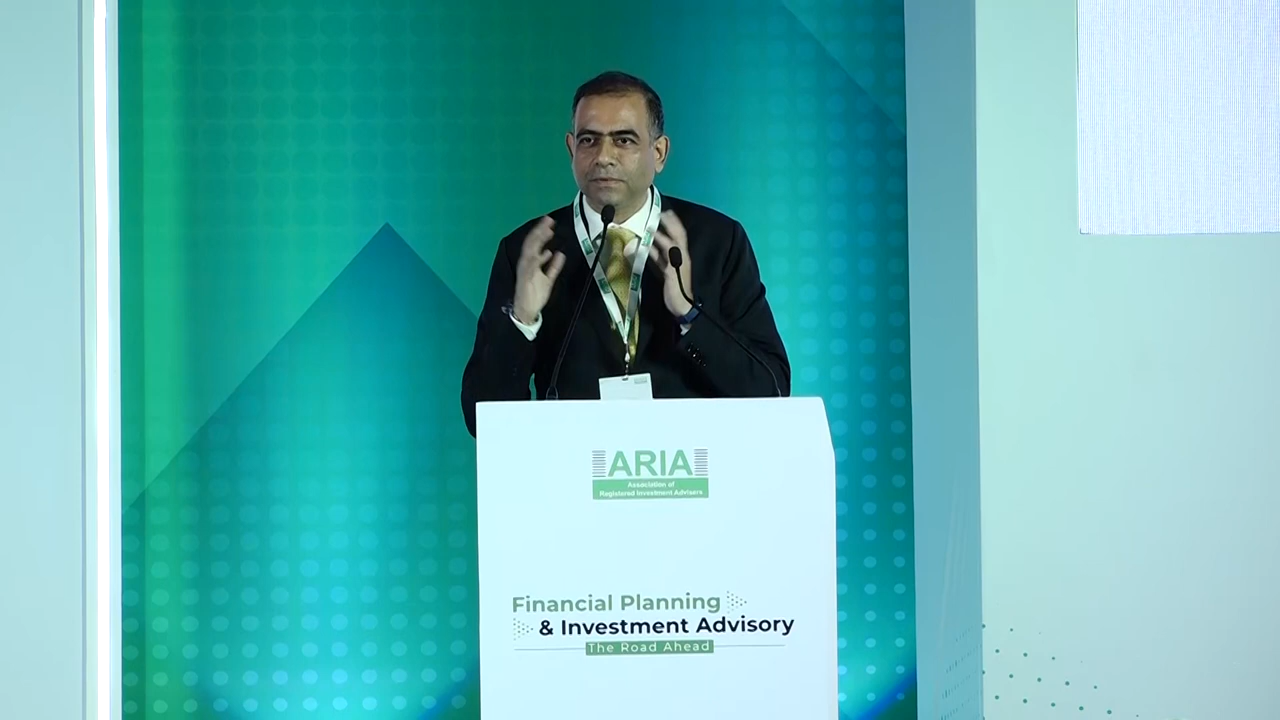 ARIA
Association of
Registered Investment Advisers
Financial Planning
& Investment Advisory
The Road Ahead